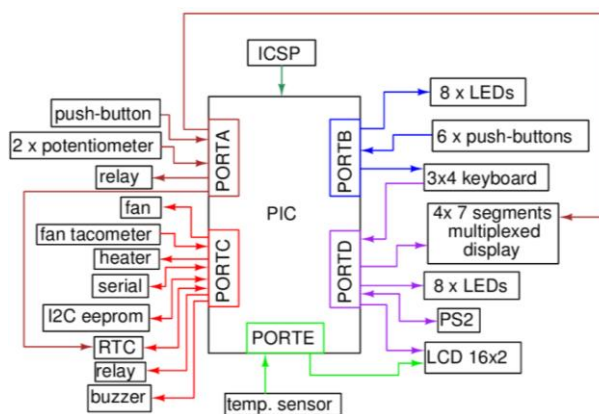 ICSP
push-button
2 x potentiometer
relay
fan
fan tacometer
heater
serial
I2C eeprom
RTC
relay
buzzer
PORTA
PORTC
PIC
PORTB
PORTD
PORTE
temp. sensor
8 x LEDs
6 x push-buttons
3x4 keyboard
4x 7 segments
multiplexed
display
8 x LEDs
PS2
LCD 16x2